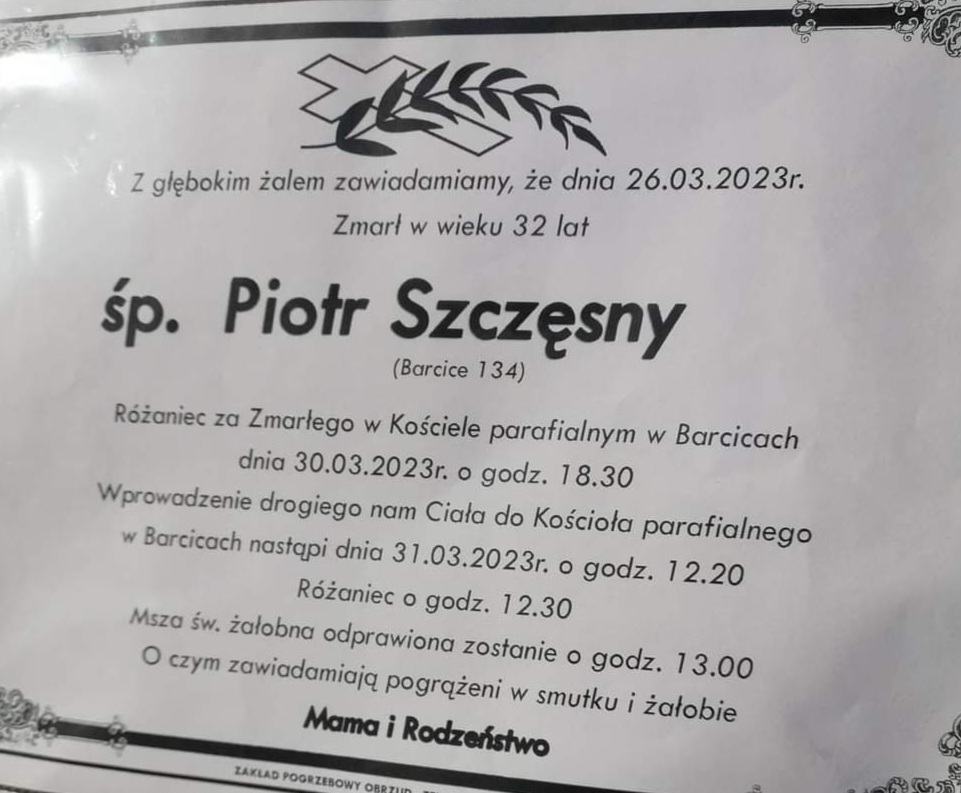 Z głębokim żalem zawiadamiamy, że dnia 26.03.2023r.
Zmarł w wieku 32 lat
śp. Piotr Szczęsny
(Barcice 134)
Różaniec za Zmarłego w Kościele parafialnym w Barcicach
dnia 30.03.2023r. o godz. 18.30
Wprowadzenie drogiego nam Ciała do Kościoła parafialnego
w Barcicach nastąpi dnia 31.03.2023r. o godz. 12.20
Różaniec o godz. 12.30
Msza św. żałobna odprawiona zostanie o godz. 13.00
O czym zawiadamiają pogrążeni w smutku i żałobie
Mama i Rodzeństwo
ZAKŁAD POGRZEBOWY